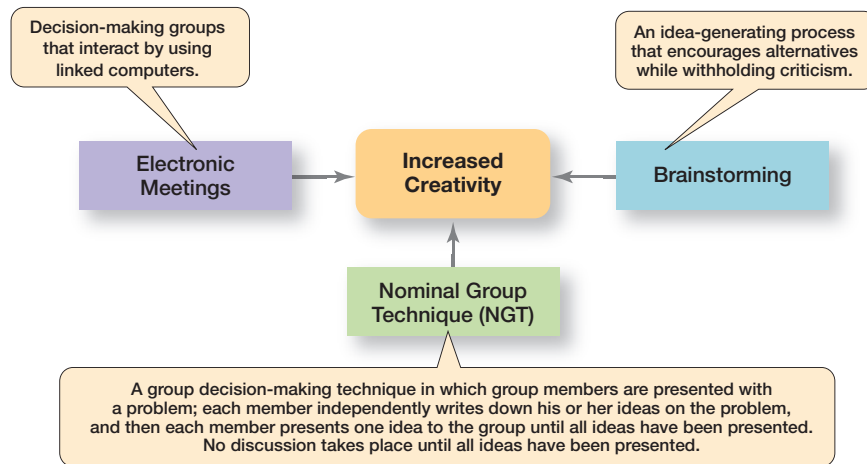 Decision-making groups
that interact by using
linked computers.
An idea-generating process
that encourages alternatives
while withholding criticism.
Electronic
Meetings
Increased
Creativity
Brainstorming
Nominal Group
Technique (NGT)
A group decision-making technique in which group members are presented with
a problem; each member independently writes down his or her ideas on the problem,
and then each member presents one idea to the group until all ideas have been presented.
No discussion takes place until all ideas have been presented.